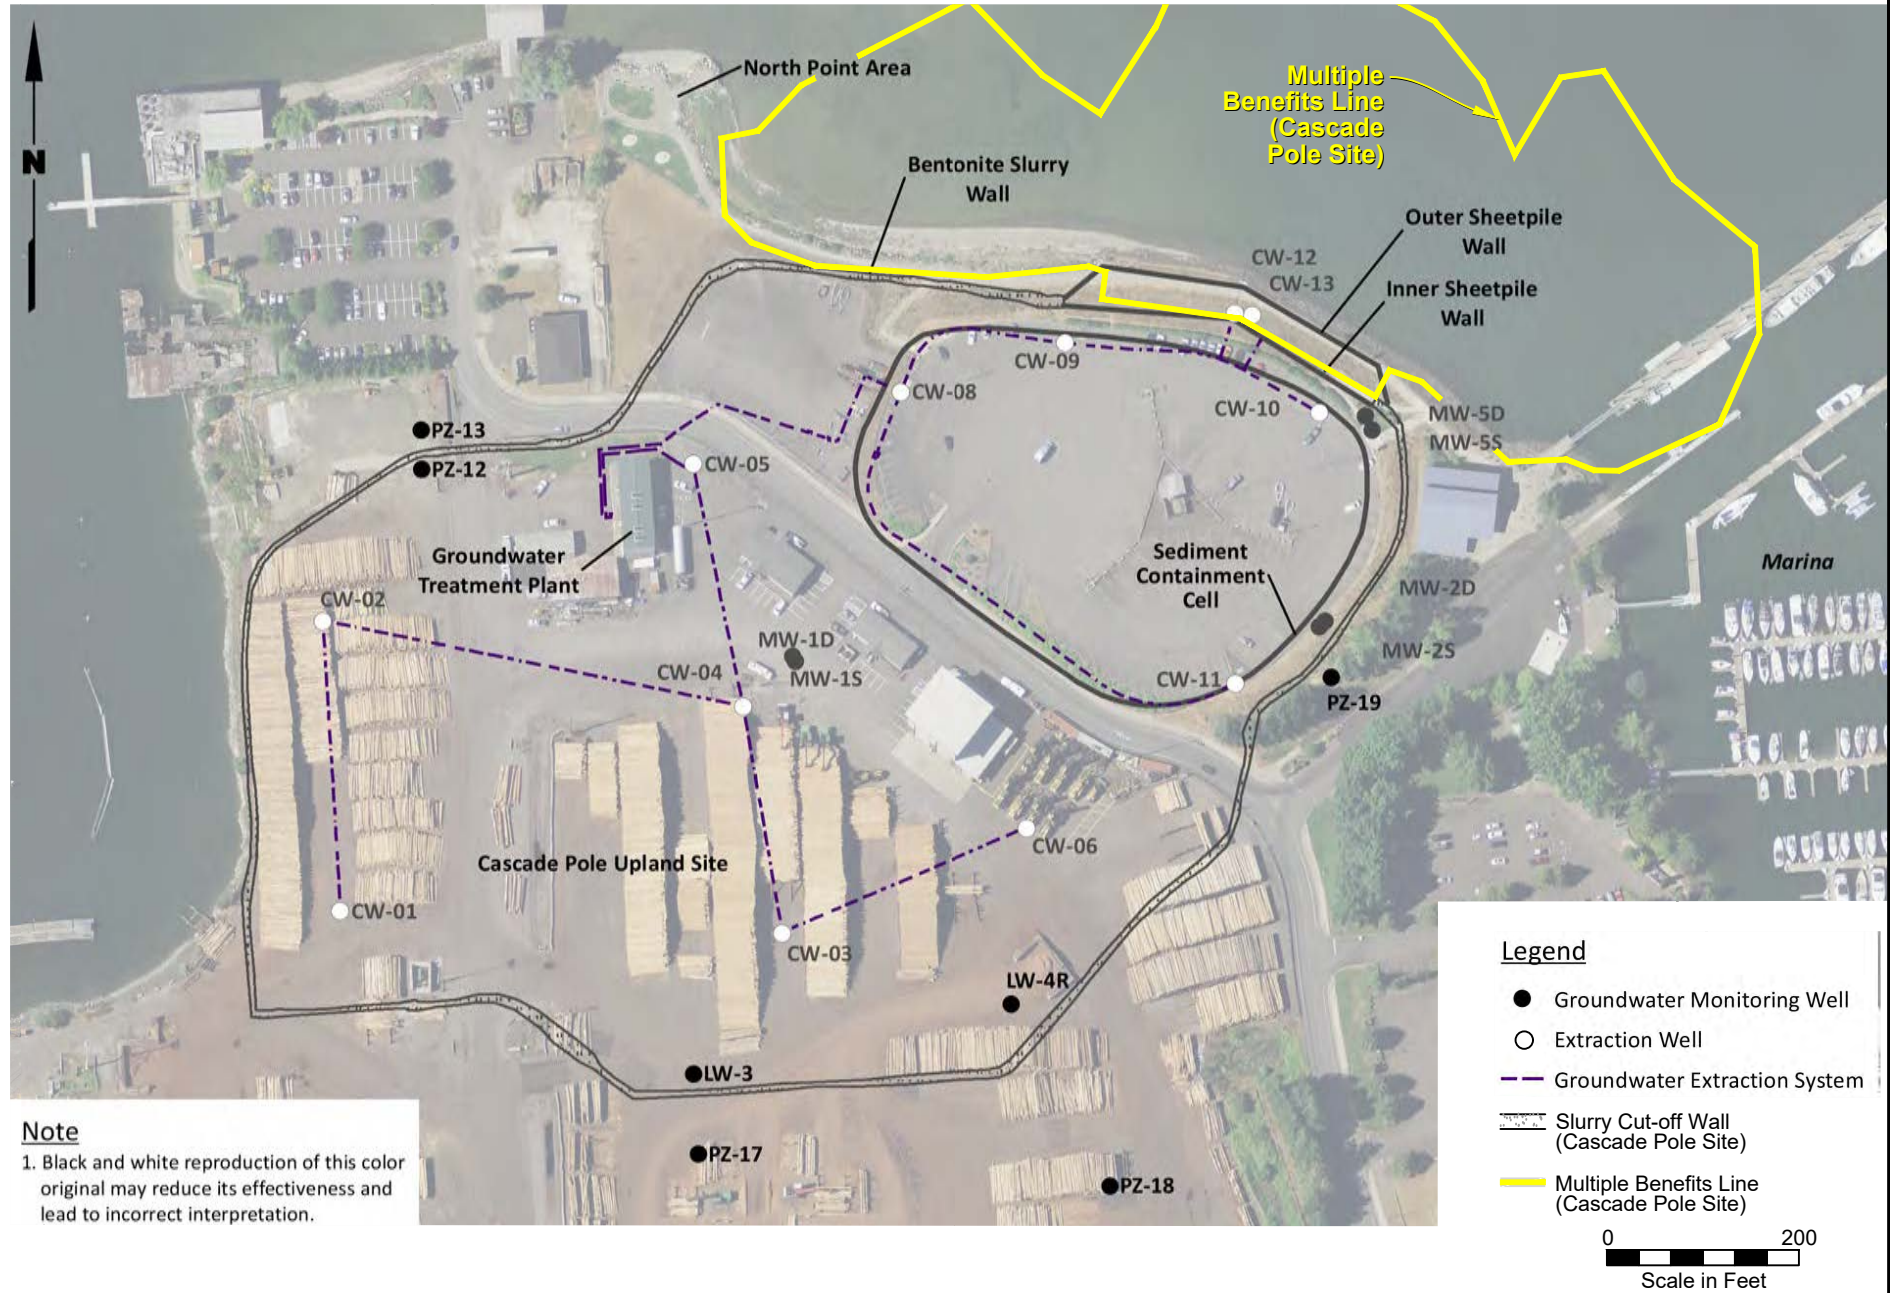 North Point Area
Multiple
Benefits Line
(Cascade
Pole Site)
N
Bentonite Slurry
Wall
Outer Sheetpile
Wall
CW-12
CW-13
Inner Sheetpile
Wall
CW-09
CW-08
CW-10
MW-5D
MW-5S
PZ-13
PZ-12
CW-05
Groundwater
Treatment Plant
Sediment
Containment
Cell
Marina
CW-02
MW-2D
MW-1D
MW-1S
CW-04
MW-2S
CW-11
PZ-19
CW-06
Cascade Pole Upland Site
CW-01
CW-03
LW-4R
LW-3
PZ-17
PZ-18
Note
1. Black and white reproduction of this color
original may reduce its effectiveness and
lead to incorrect interpretation.
Legend
Groundwater Monitoring Well
Extraction Well
Groundwater Extraction System
Slurry Cut-off Wall
(Cascade Pole Site)
Multiple Benefits Line
(Cascade Pole Site)
0 200
Scale in Feet